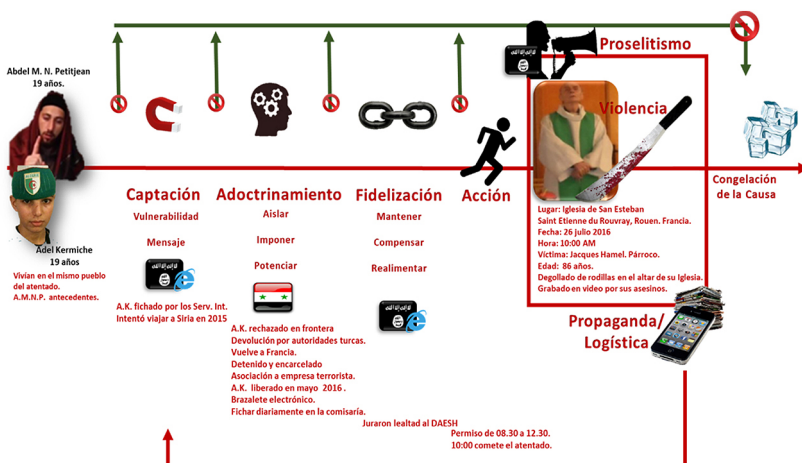 Abdel M. N. Petitjean
19 años.
Adel Kermiche
19 años
Vivían en el mismo pueblo
del atentado.
A.M.N.P. antecedentes.
Captación
Vulnerabilidad
Mensaje
A.K. fichado por los Serv. Int.
Intentó viajar a Siria en 2015
Adoctrinamiento
Aislar
Imponer
Potenciar
A.K. rechazado en frontera
Devolución por autoridades turcas.
Vuelve a Francia.
Detenido y encarcelado
Asociación a empresa terrorista.
A.K. liberado en mayo 2016 .
Brazalete electrónico.
Fichar diariamente en la comisaría.
Fidelización
Mantener
Compensar
Realimentar
Juraron lealtad al DAESH
Acción
Permiso de 08.30 a 12.30.
10:00 comete el atentado.
Proselitismo
Violencia
Lugar: Iglesia de San Esteban
Saint Etienne du Rouvray, Rouen. Francia.
Fecha: 26 julio 2016
Hora: 10:00 AM
Víctima: Jacques Hamel. Párroco.
Edad: 86 años.
Degollado de rodillas en el altar de su Iglesia.
Grabado en video por sus asesinos.
Propaganda/
Logística
Congelación
de la Causa